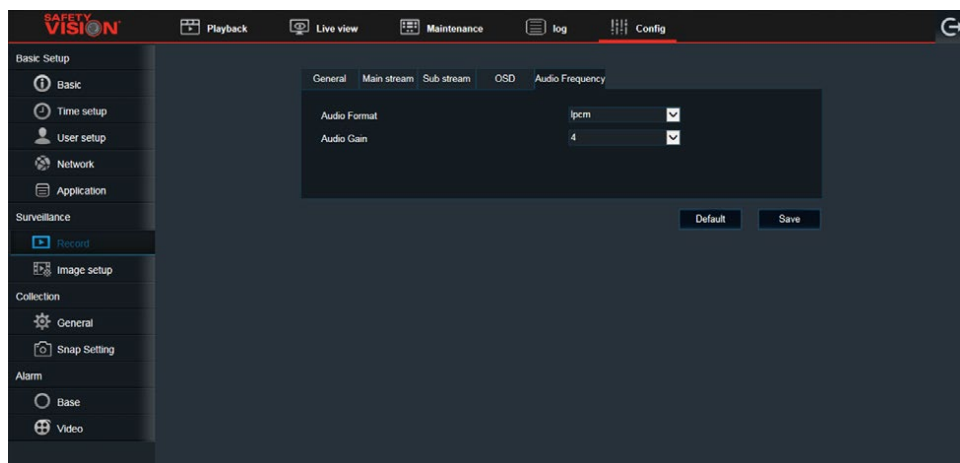 SAFETY
VISION
Playback
Live view
Maintenance
log
Config
Basic Setup
Basic
Time setup
User setup
Network
Application
Surveillance
Record
Image setup
Collection
General
Snap Setting
Alarm
Base
Video
General
Main stream
Sub stream
OSD
Audio Frequency
Audio Format
lpcm
Audio Gain
4
Default
Save